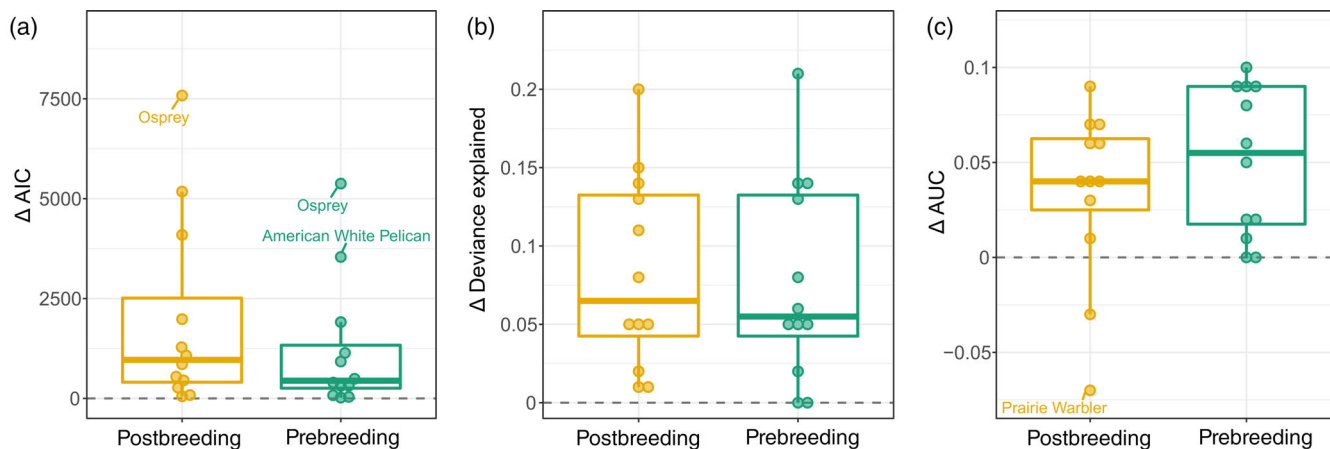 (a)
Δ AIC
7500
5000
2500
0
Osprey
Osprey
American White Pelican
Postbreeding
Prebreeding
(b)
Δ Deviance explained
0.2
0.15
0.1
0.05
0
Postbreeding
Prebreeding
(c)
Δ AUC
0.1
0.05
0
−0.05
Prairie Warbler
Postbreeding
Prebreeding